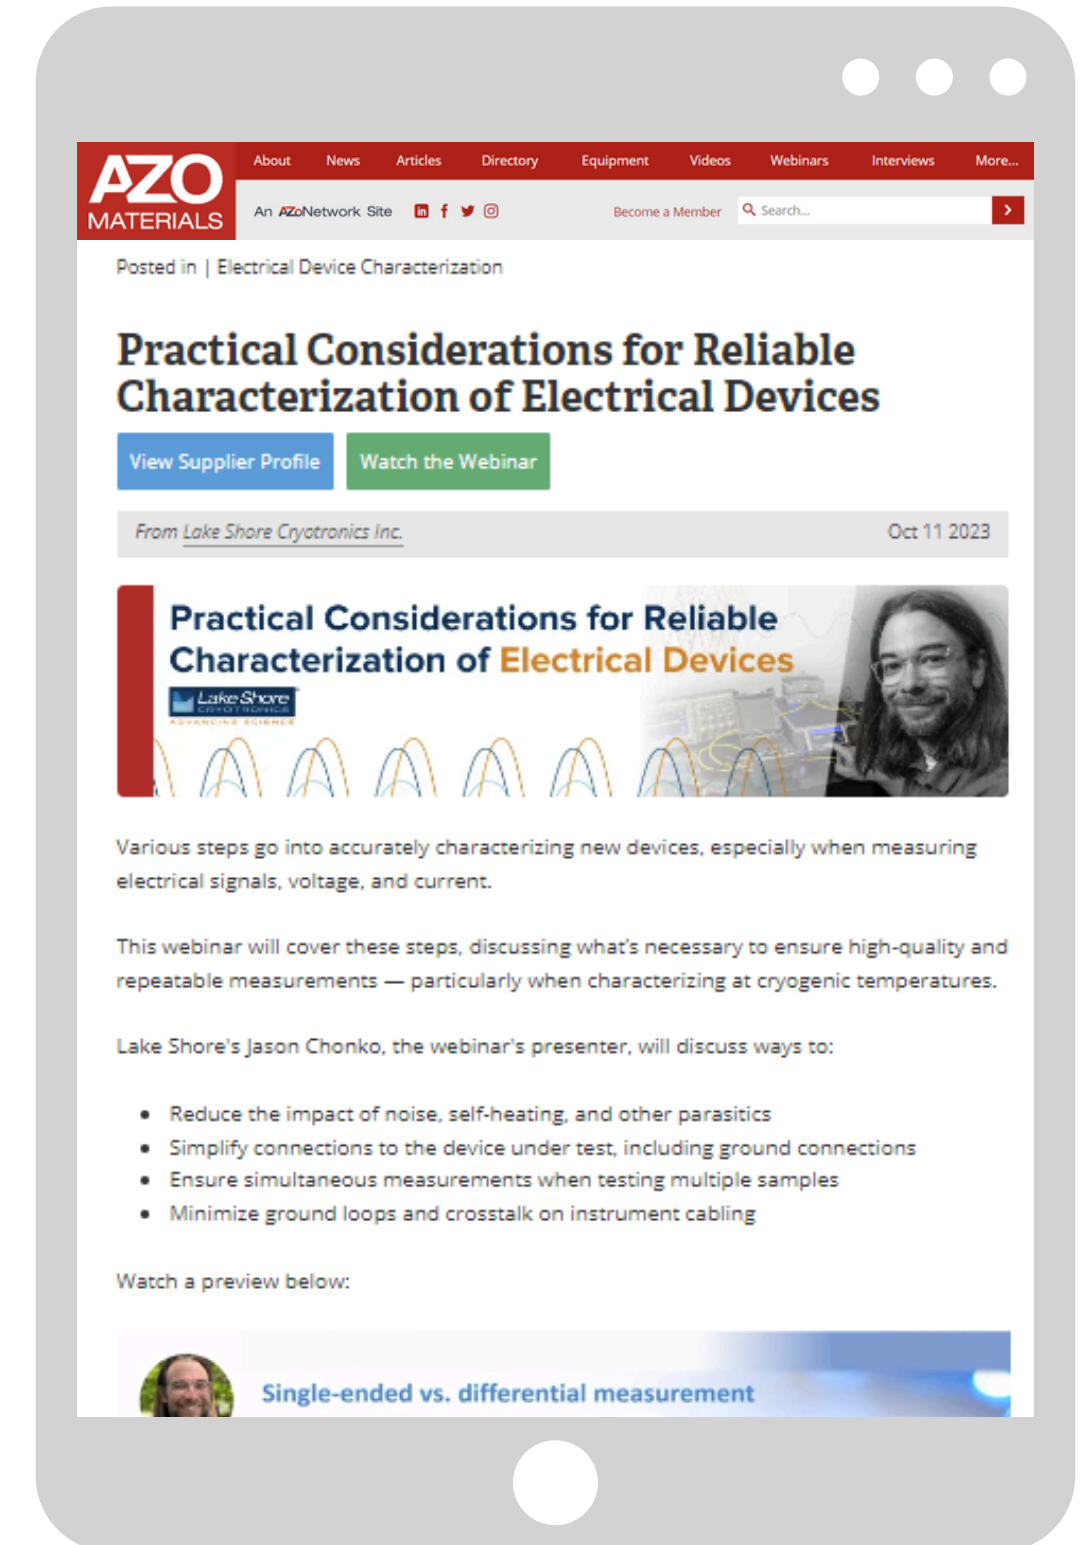 AZO
MATERIALS
About News Articles Directory Equipment Videos Webinars Interviews More...
An AZoNetwork Site
Become a Member
Search...
Posted in | Electrical Device Characterization
Practical Considerations for Reliable
Characterization of Electrical Devices
View Supplier Profile
Watch the Webinar
From Lake Shore Cryotronics Inc.
Oct 11 2023
Practical Considerations for Reliable
Characterization of Electrical Devices
Lake Shore
CRYOTRONICS
ADVANCING SCIENCE
Various steps go into accurately characterizing new devices, especially when measuring
electrical signals, voltage, and current.
This webinar will cover these steps, discussing what's necessary to ensure high-quality and
repeatable measurements — particularly when characterizing at cryogenic temperatures.
Lake Shore's Jason Chonko, the webinar's presenter, will discuss ways to:
• Reduce the impact of noise, self-heating, and other parasitics
• Simplify connections to the device under test, including ground connections
• Ensure simultaneous measurements when testing multiple samples
• Minimize ground loops and crosstalk on instrument cabling
Watch a preview below:
Single-ended vs. differential measurement